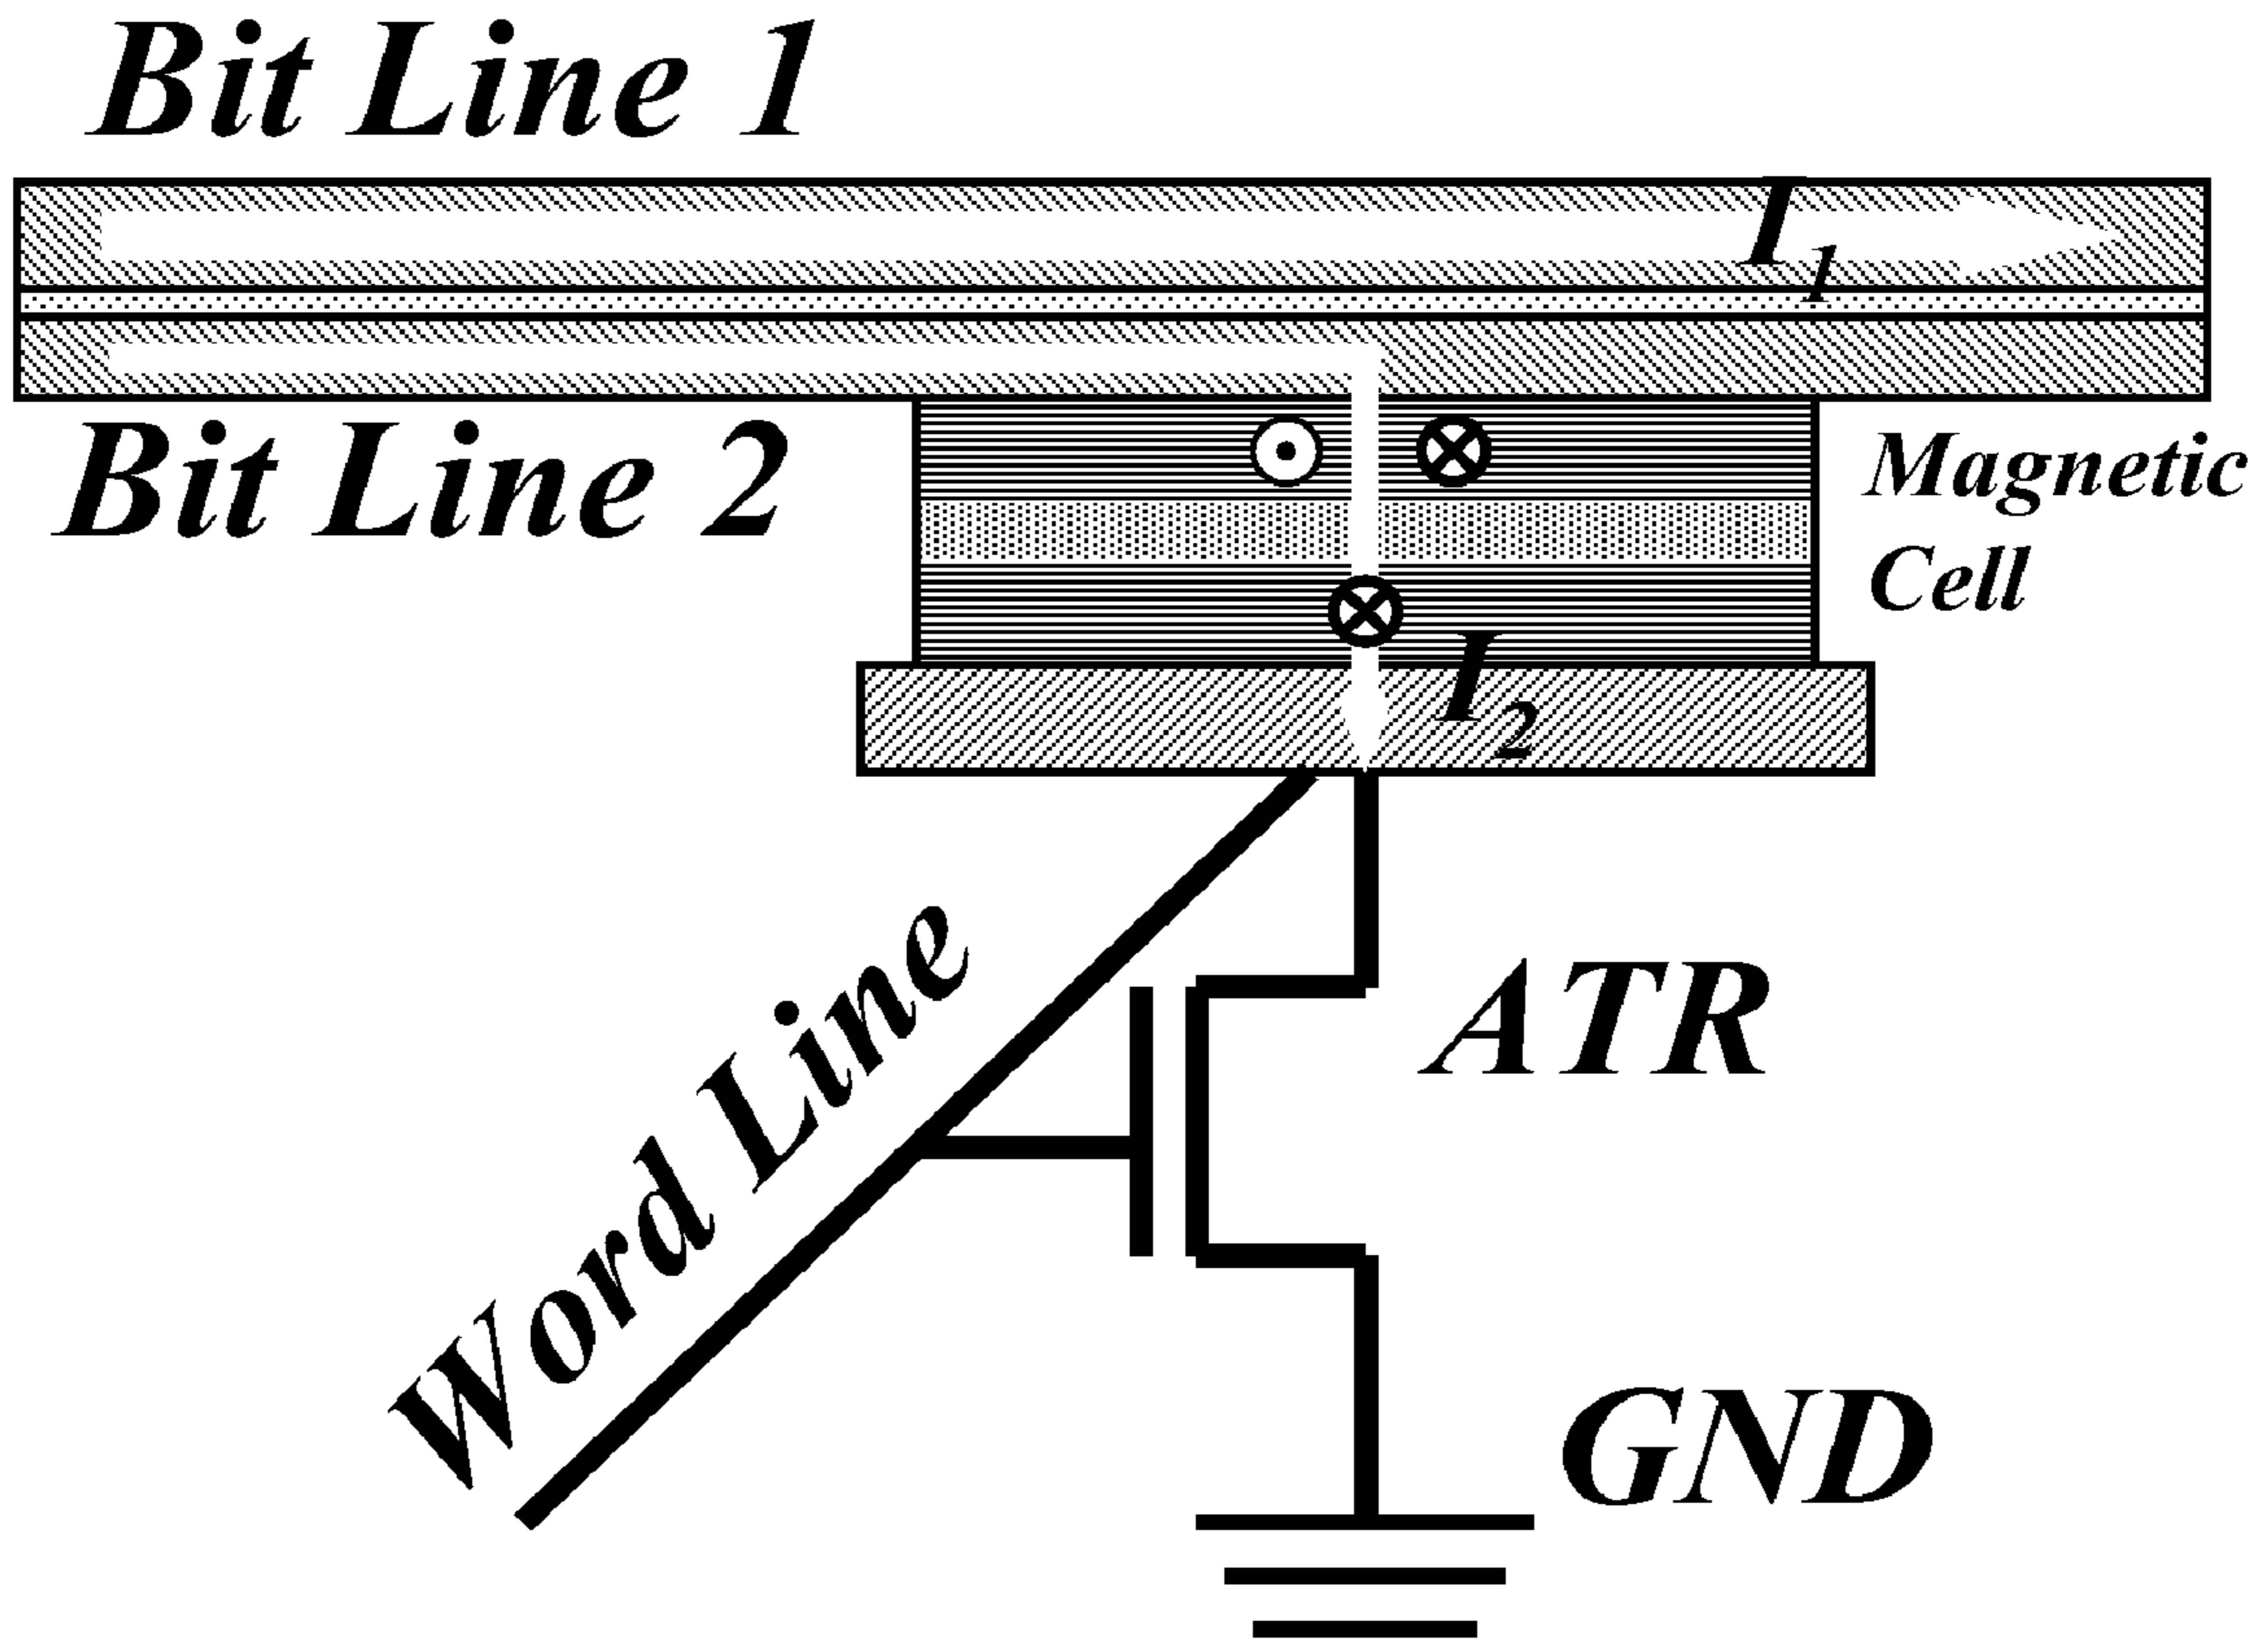 Bit Line 1
I1
Bit Line 2
Magnetic
Cell
I2
Word Line
ATR
GND